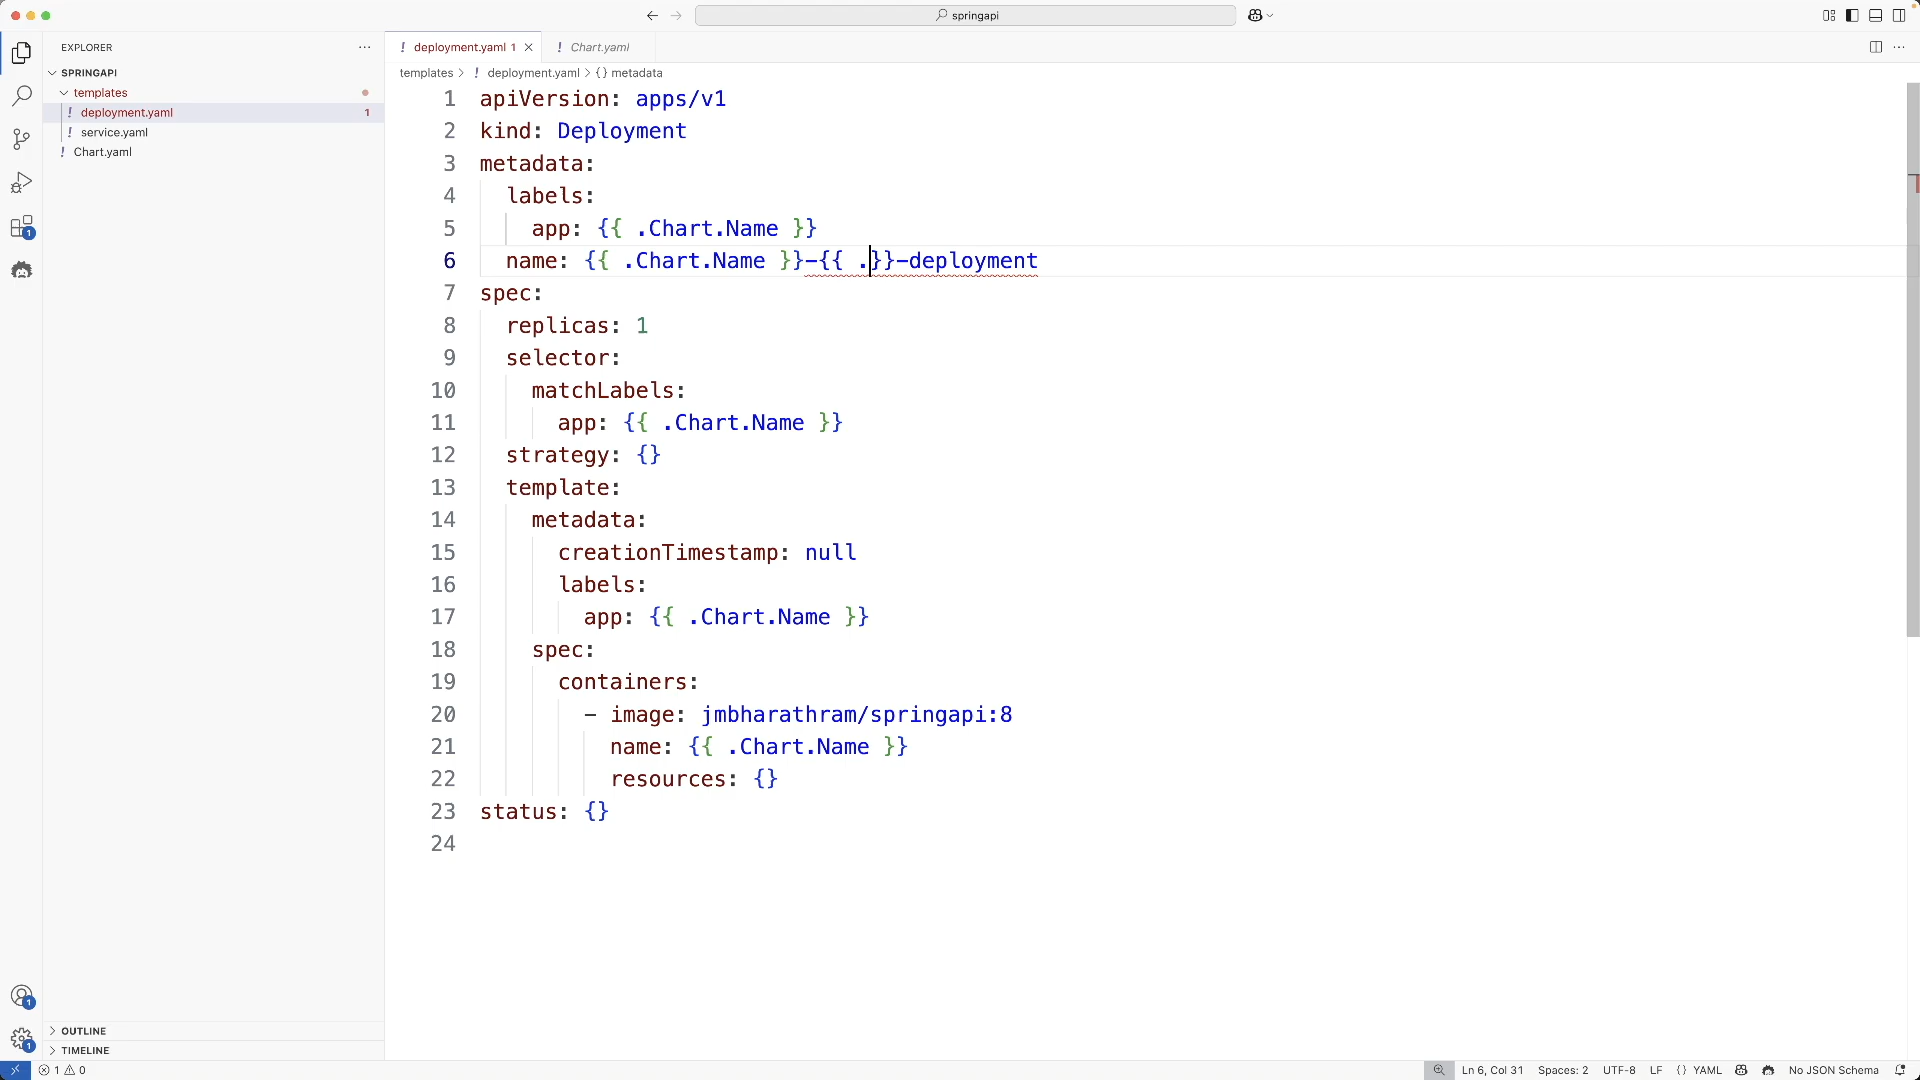 springapi
EXPLORER
SPRINGAPI
templates
! deployment.yaml 1
! service.yaml
! Chart.yaml
! deployment.yaml 1
! Chart.yaml
templates > ! deployment.yaml > {} metadata
1 apiVersion: apps/v1
2 kind: Deployment
3 metadata:
4 labels:
5 app: {{ .Chart.Name }}
6 name: {{ .Chart.Name }}-{{ .}}-deployment
7 spec:
8 replicas: 1
9 selector:
10 matchLabels:
11 app: {{ .Chart.Name }}
12 strategy: {}
13 template:
14 metadata:
15 creationTimestamp: null
16 labels:
17 app: {{ .Chart.Name }}
18 spec:
19 containers:
20 - image: jmbharathram/springapi:8
21 name: {{ .Chart.Name }}
22 resources: {}
23 status: {}
24
1
1
1
OUTLINE
TIMELINE
1 0
Ln 6, Col 31 Spaces: 2 UTF-8 LF {} YAML No JSON Schema